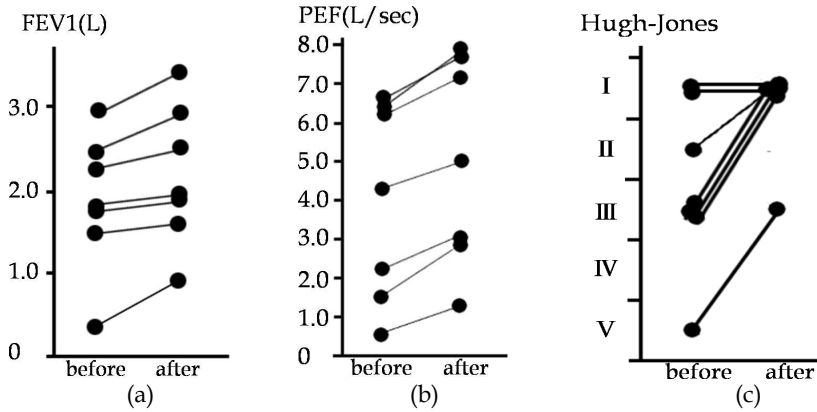 FEV1(L)
3.0
2.0
1.0
0
before after
(a)
PEF(L/sec)
8.0
7.0
6.0
5.0
4.0
3.0
2.0
1.0
0.0
before after
(b)
Hugh-Jones
I
II
III
IV
V
before after
(c)